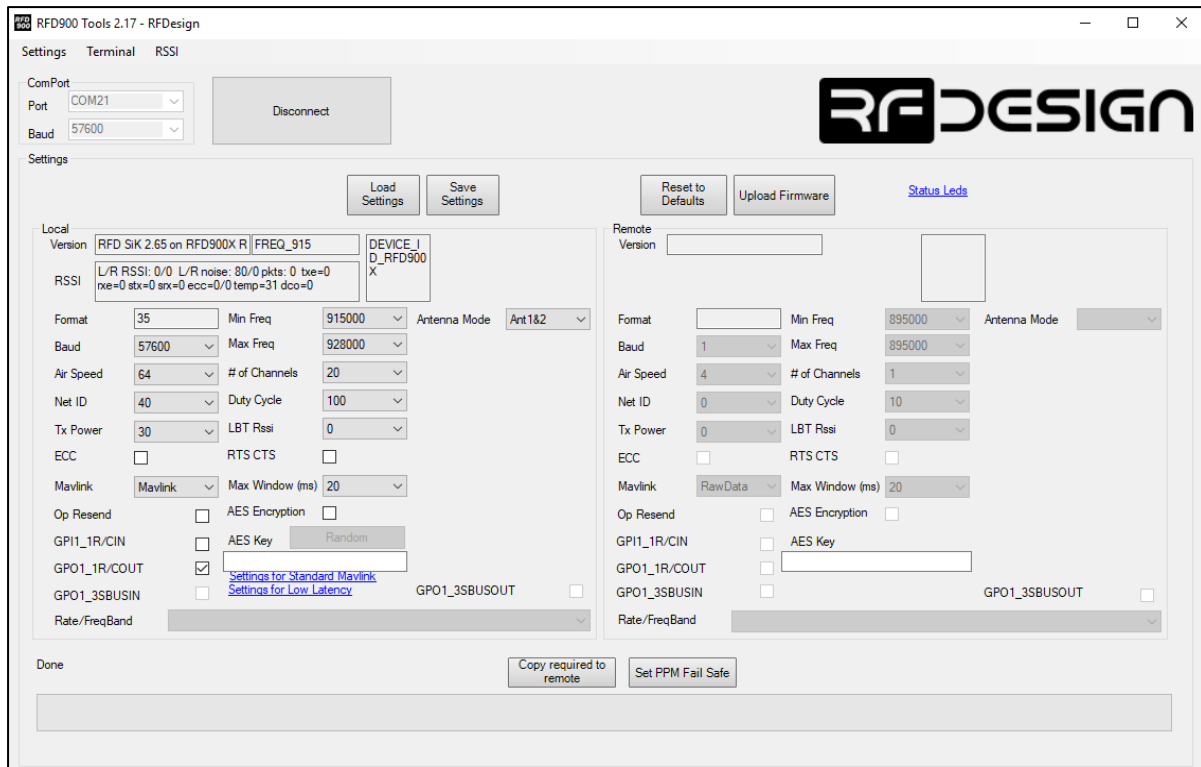 RFD
900
RFD900 Tools 2.17 - RFDesign
Settings Terminal RSSI
ComPort
Port COM21
Baud 57600
Disconnect
RFDESIGN
Settings
Load
Settings
Save
Settings
Reset to
Defaults
Upload Firmware
Status Leds
Local
Version RFD SiK 2.65 on RFD900X R FREQ_915
DEVICE_I
D_RFD900
X
RSSI
L/R RSSI: 0/0 L/R noise: 80/0 pkts: 0 txe=0
rxe=0 stx=0 srx=0 ecc=0/0 temp=31 dco=0
Format 35 Min Freq 915000 Antenna Mode Ant1&2
Baud 57600 Max Freq 928000
Air Speed 64 # of Channels 20
Net ID 40 Duty Cycle 100
Tx Power 30 LBT Rssi 0
ECC RTS CTS
Mavlink Mavlink Max Window (ms) 20
Op Resend AES Encryption
GPI1_1R/CIN AES Key Random
GPO1_1R/COUT
Settings for Standard Mavlink
Settings for Low Latency
GPO1_3SBUSIN GPO1_3SBUSOUT
Rate/FreqBand
Remote
Version
Format Min Freq 895000 Antenna Mode
Baud 1 Max Freq 895000
Air Speed 4 # of Channels 1
Net ID 0 Duty Cycle 10
Tx Power 0 LBT Rssi 0
ECC RTS CTS
Mavlink RawData Max Window (ms) 20
Op Resend AES Encryption
GPI1_1R/CIN AES Key
GPO1_1R/COUT
GPO1_3SBUSIN GPO1_3SBUSOUT
Rate/FreqBand
Done
Copy required to
remote
Set PPM Fail Safe